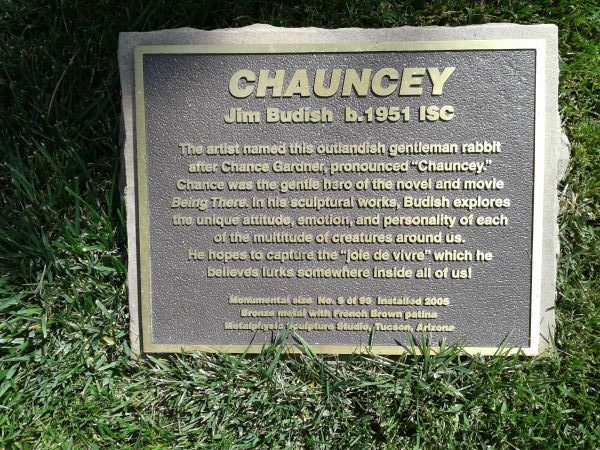 CHAUNCEY
Jim Budish b.1951 ISC
The artist named this outlandish gentleman rabbit
after Chance Gardner, pronounced "Chauncey."
Chance was the gentle hero of the novel and movie
Being There. In his sculptural works, Budish explores
the unique attitude, emotion, and personality of each
of the multitude of creatures around us.
He hopes to capture the "joie de vivre" which he
believes lurks somewhere inside all of us!
Monumental size No. of 99 Installed 2005
Bronze metal with French Brown patina
Metalphysic Sculpture Studio, Tucson, Arizona